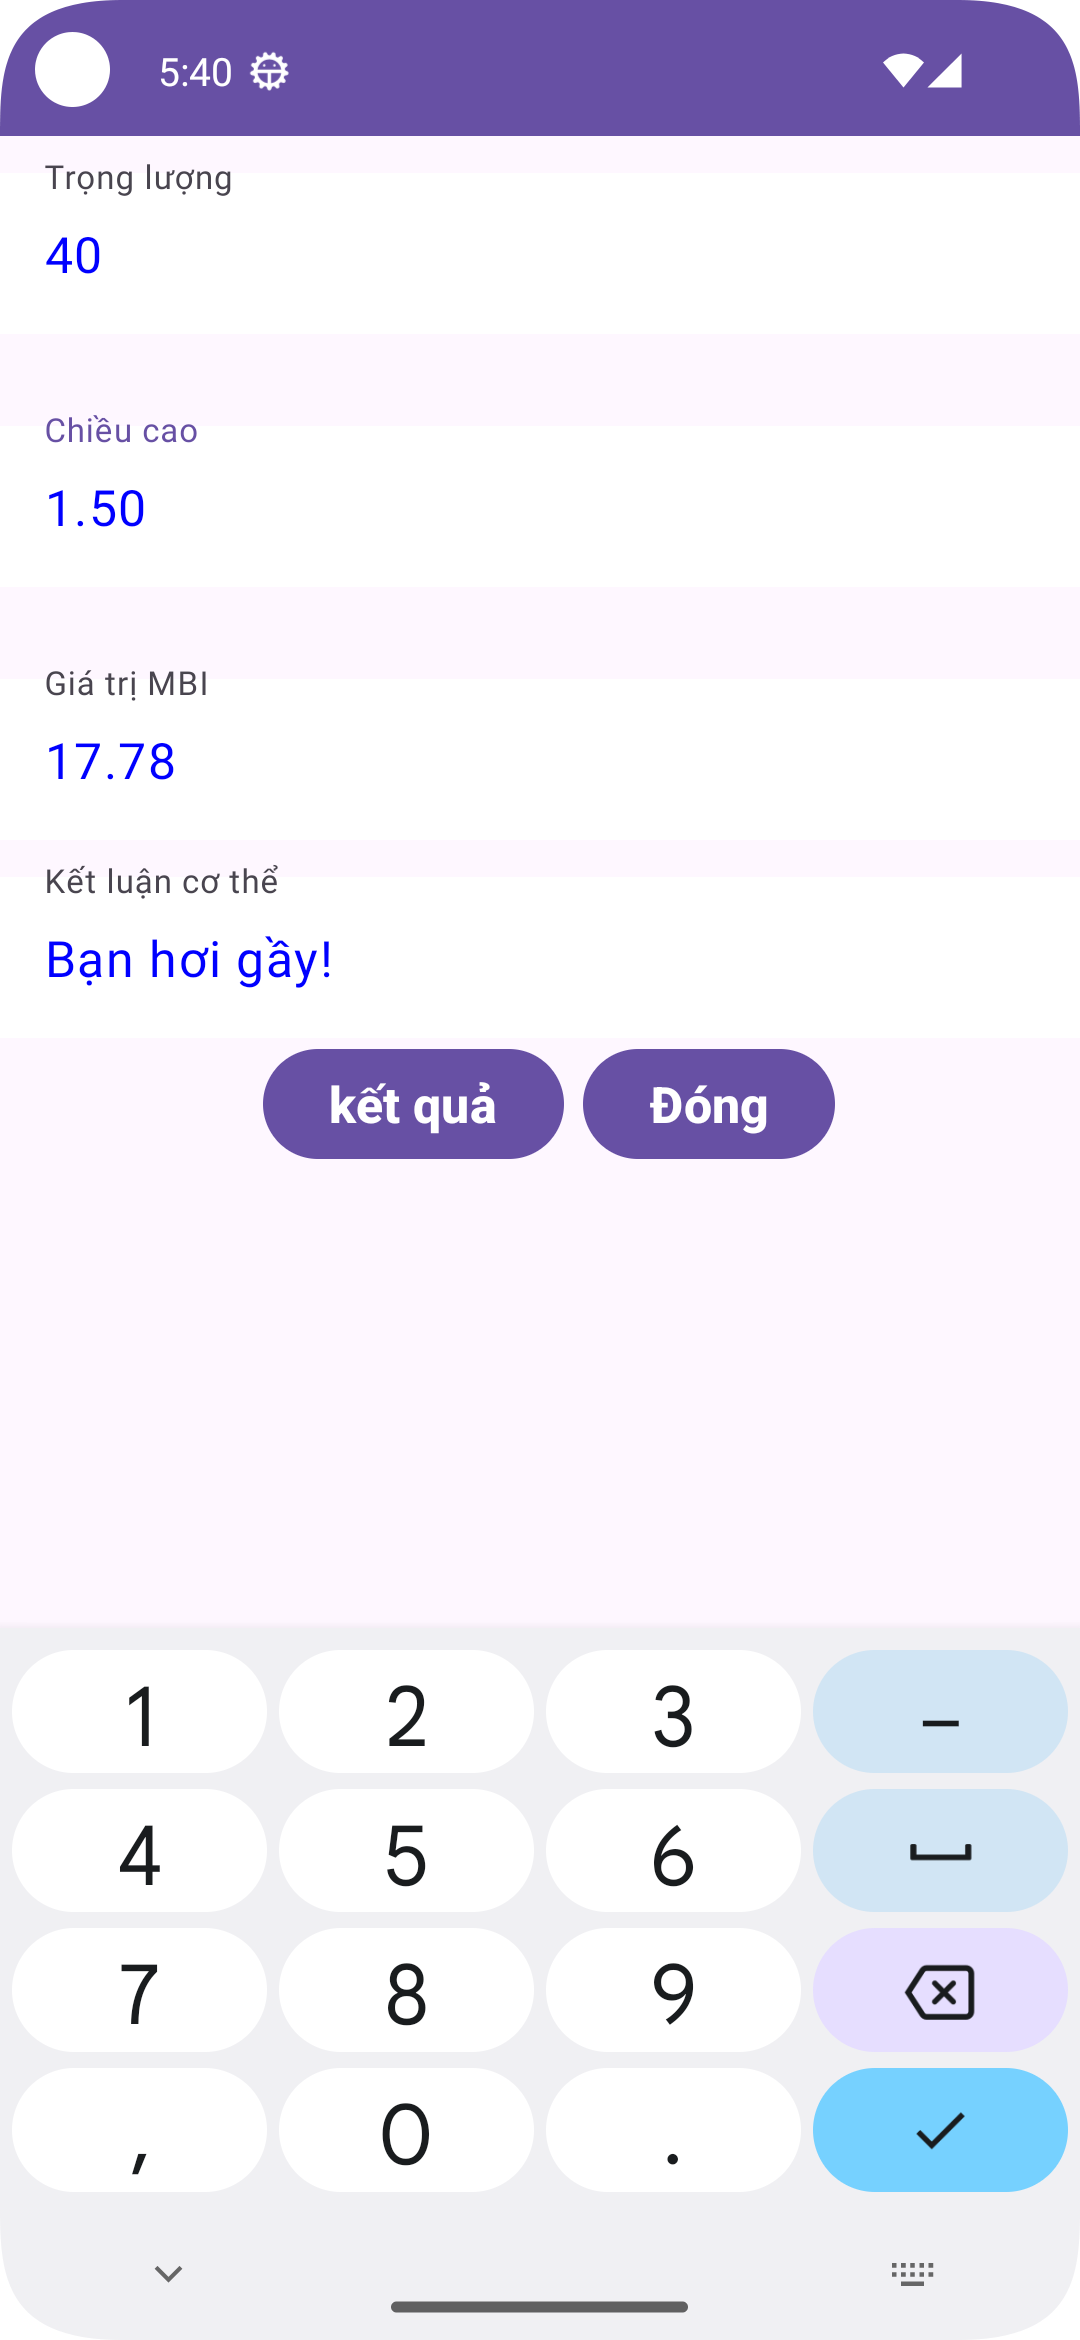 5:40
Trọng lượng
40
Chiều cao
1.50
Giá trị MBI
17.78
Kết luận cơ thể
Bạn hơi gầy!
kết quả Đóng
1 2 3 –
4 5 6
7 8 9
, 0 .